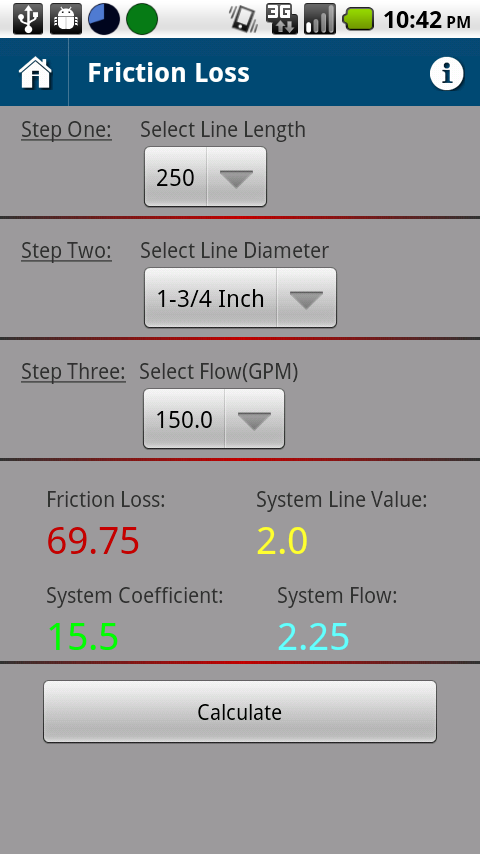 3G 10:42 PM
Friction Loss
Step One: Select Line Length
250
Step Two: Select Line Diameter
1-3/4 Inch
Step Three: Select Flow(GPM)
150.0
Friction Loss: System Line Value:
69.75 2.0
System Coefficient: System Flow:
15.5 2.25
Calculate